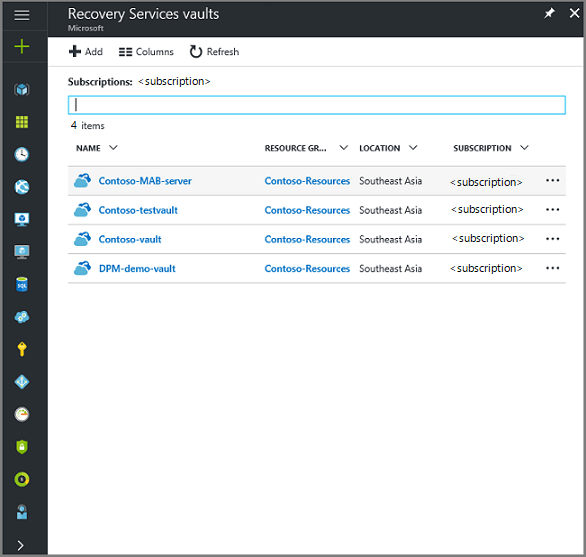 Recovery Services vaults
Microsoft
Add Columns Refresh
Subscriptions: <subscription>
4 items
NAME RESOURCE GR... LOCATION SUBSCRIPTION
Contoso-MAB-server Contoso-Resources Southeast Asia <subscription> ...
Contoso-testvault Contoso-Resources Southeast Asia <subscription> ...
Contoso-vault Contoso-Resources Southeast Asia <subscription> ...
DPM-demo-vault Contoso-Resources Southeast Asia <subscription> ...
SQL